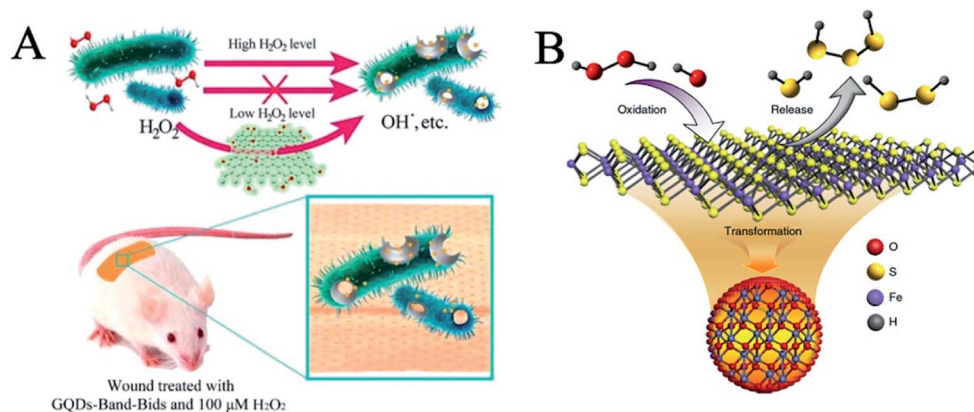 A
High H2O2 level
H2O2
Low H2O2 level
OH˙, etc.
Wound treated with
GQDs-Band-Bids and 100 μM H2O2
B
Oxidation
Release
Transformation
O
S
Fe
H